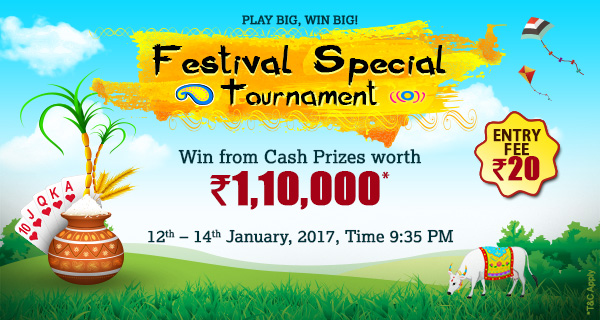 PLAY BIG, WIN BIG!
Festival Special
Tournament
Win from Cash Prizes worth
₹1,10,000*
12th – 14th January, 2017, Time 9:35 PM
ENTRY
FEE
₹20
10 J Q K A
*T&C Apply